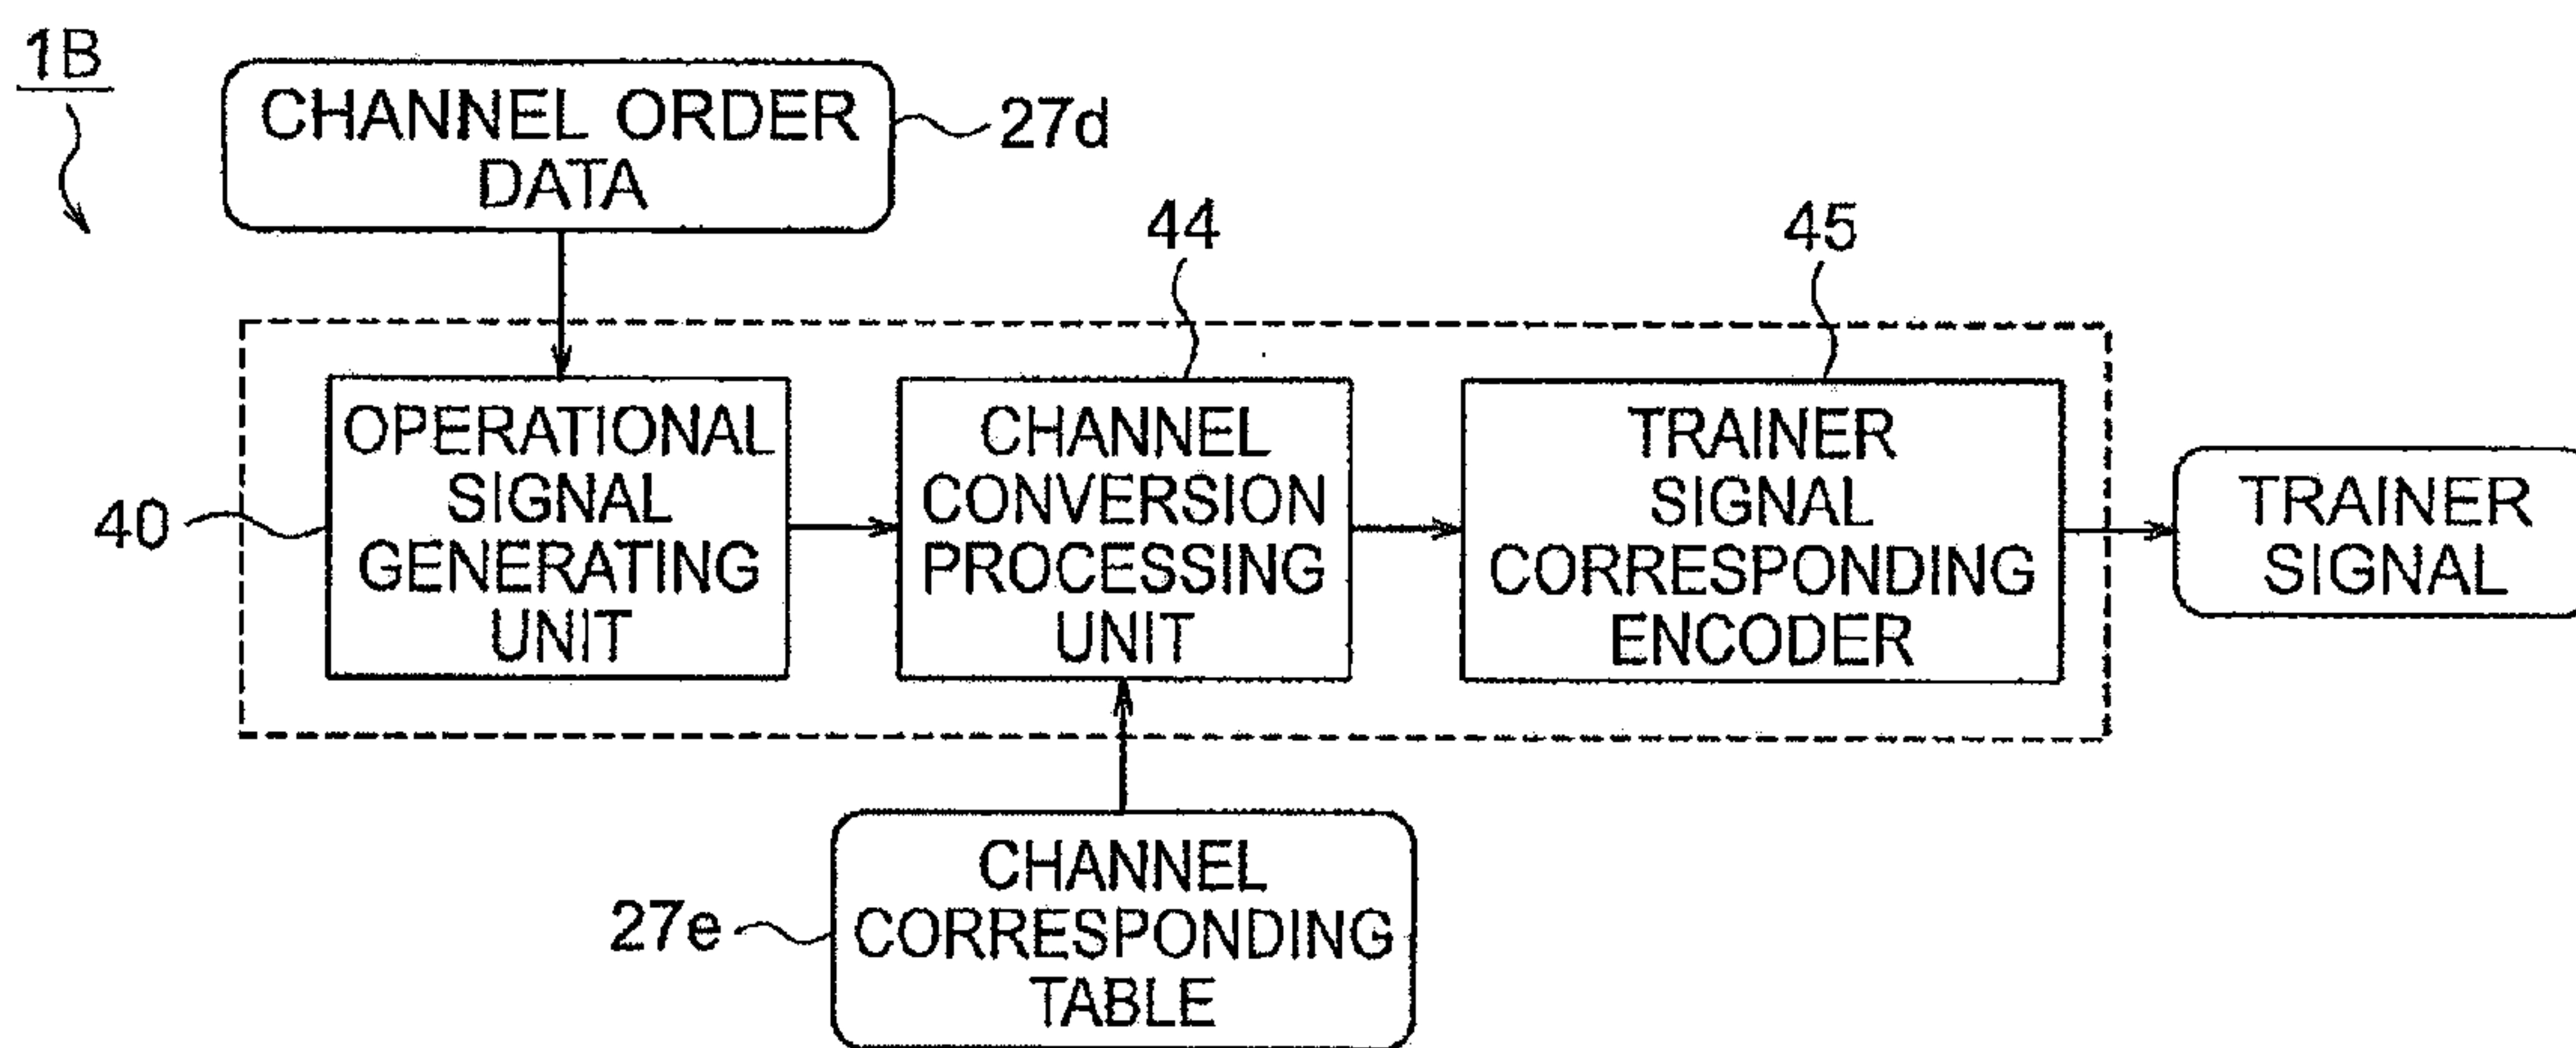 1B
CHANNEL ORDER
DATA
27d
44
45
40
OPERATIONAL
SIGNAL
GENERATING
UNIT
CHANNEL
CONVERSION
PROCESSING
UNIT
TRAINER
SIGNAL
CORRESPONDING
ENCODER
TRAINER
SIGNAL
27e
CHANNEL
CORRESPONDING
TABLE